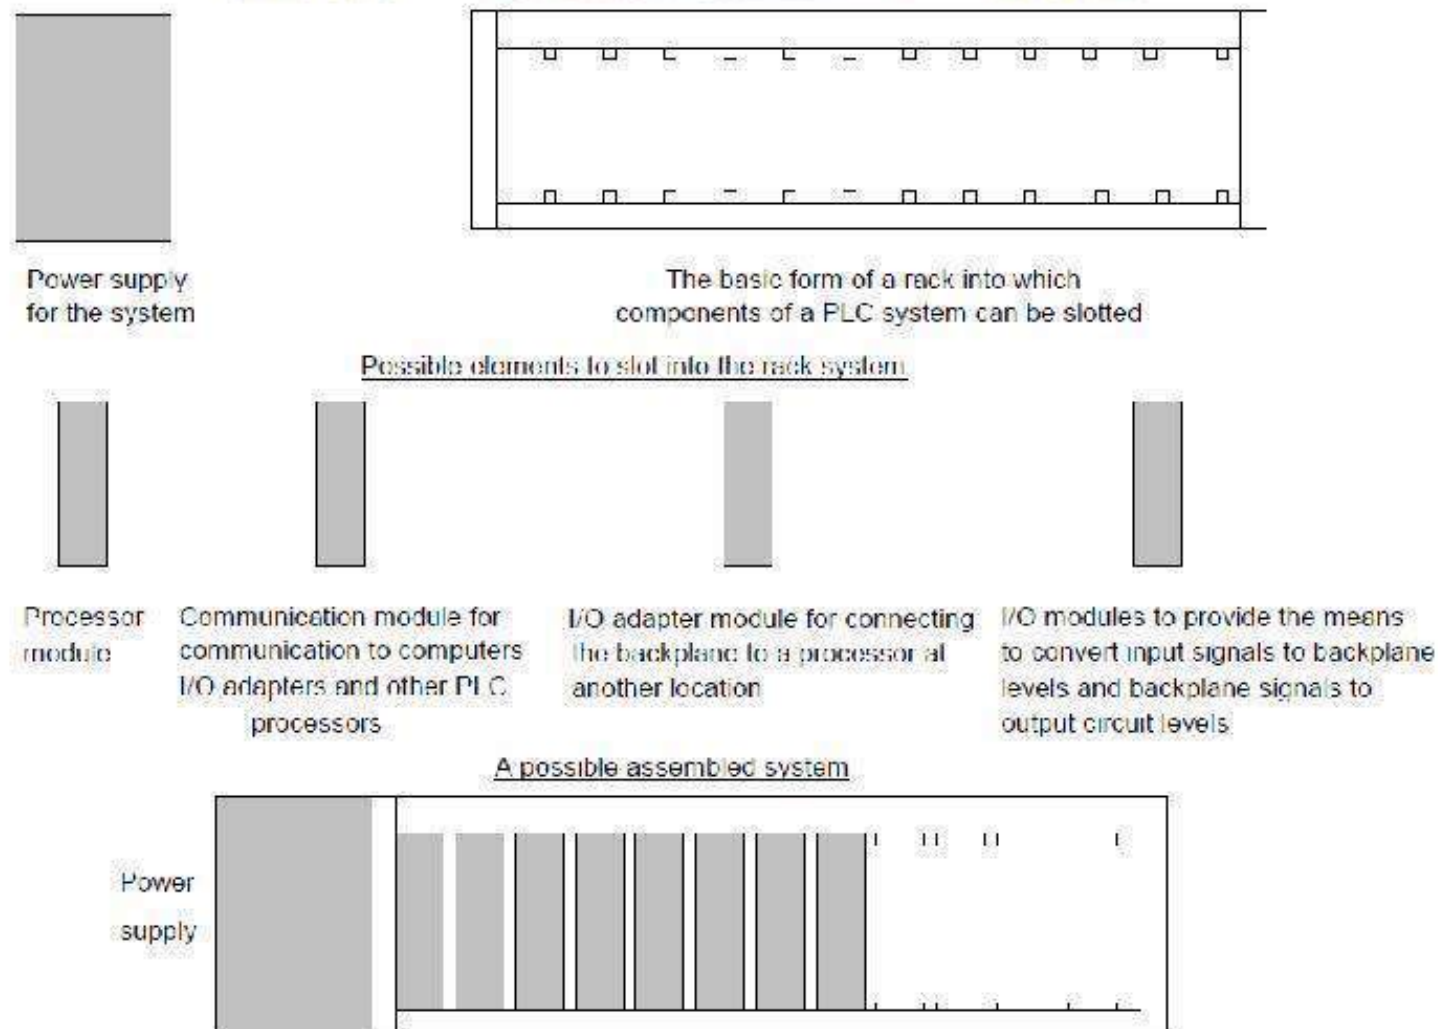 Power supply
for the system
The basic form of a rack into which
components of a PLC system can be slotted
Possible elements to slot into the rack system
Processor
module
Communication module for
communication to computers
I/O adapters and other PLC
processors
I/O adapter module for connecting
the backplane to a processor at
another location
I/O modules to provide the means
to convert input signals to backplane
levels and backplane signals to
output circuit levels
A possible assembled system
Power
supply